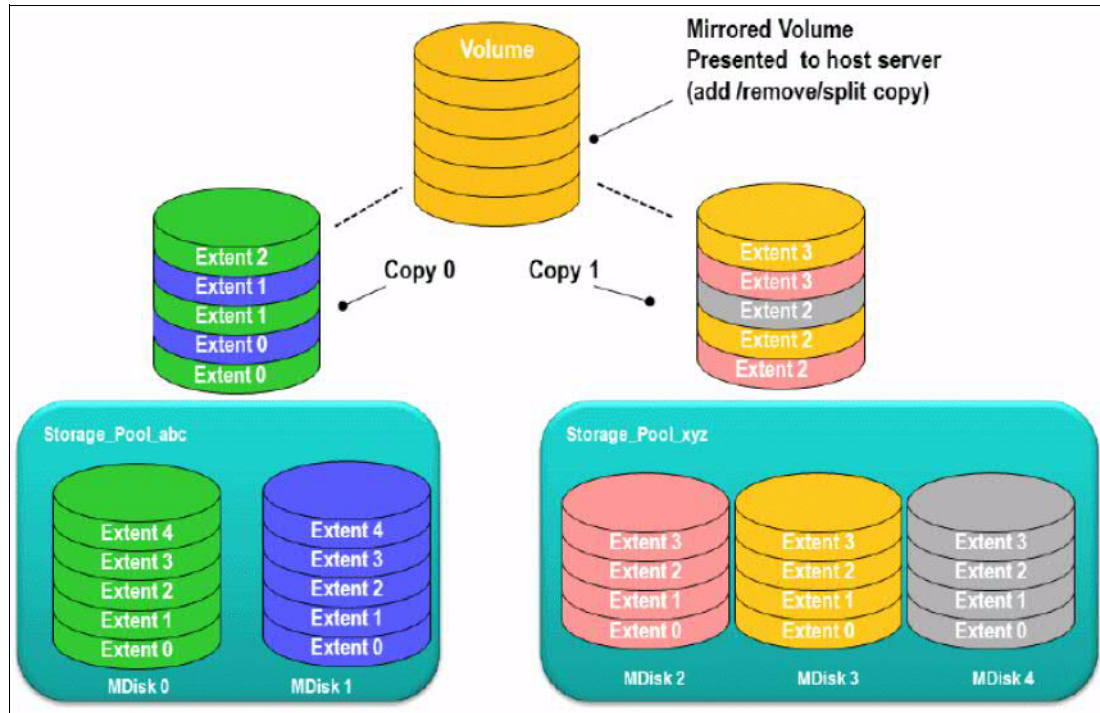 Volume
Mirrored Volume
Presented to host server
(add /remove/split copy)
Extent 2
Extent 1
Extent 1
Extent 0
Extent 0
Copy 0
Copy 1
Extent 3
Extent 3
Extent 2
Extent 2
Extent 2
Storage_Pool_abc
Extent 4
Extent 3
Extent 2
Extent 1
Extent 0
MDisk 0
Extent 4
Extent 3
Extent 2
Extent 1
Extent 0
MDisk 1
Storage_Pool_xyz
Extent 3
Extent 2
Extent 1
Extent 0
MDisk 2
Extent 3
Extent 2
Extent 1
Extent 0
MDisk 3
Extent 3
Extent 2
Extent 1
Extent 0
MDisk 4